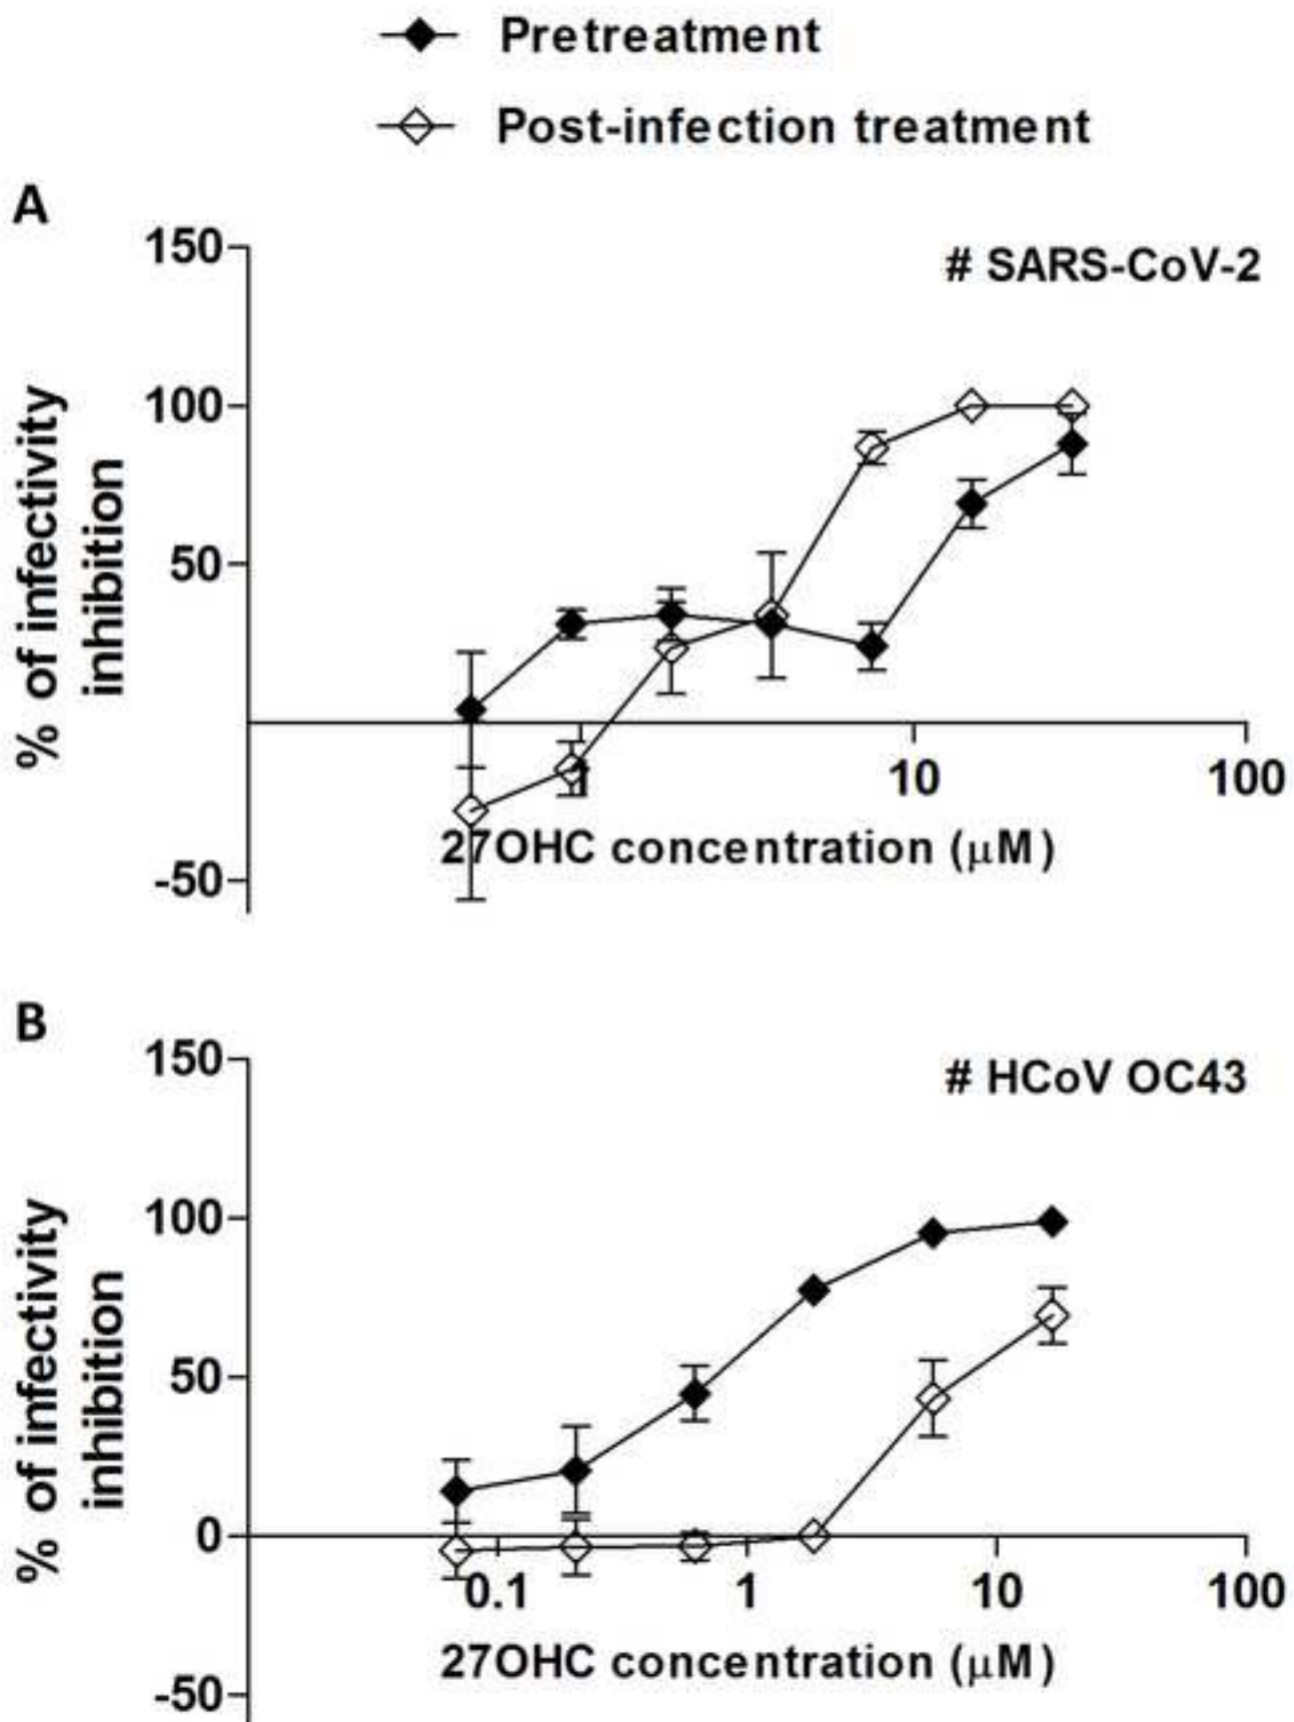 Pretreatment
Post-infection treatment
A
150
# SARS-CoV-2
100
50
% of infectivity
inhibition
1
10
100
27OHC concentration (μM)
-50
B
150
# HCoV OC43
100
50
% of infectivity
inhibition
0
0.1
1
10
100
27OHC concentration (μM)
-50